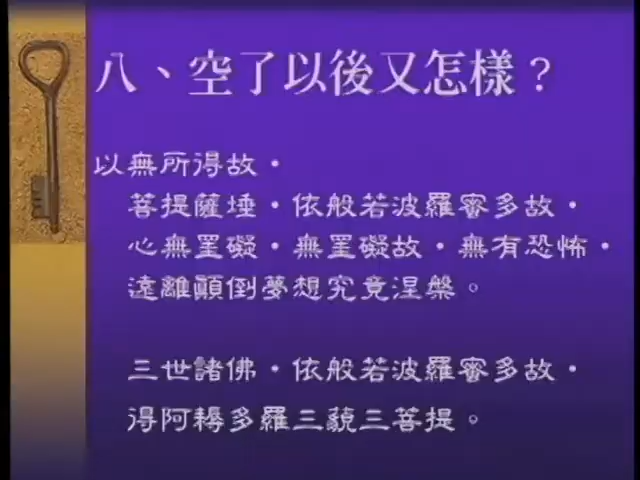 八、空了以後又怎樣？
以無所得故・
菩提薩埵・依般若波羅蜜多故・
心無罣礙・無罣礙故・無有恐怖・
遠離顛倒夢想究竟涅槃。
三世諸佛・依般若波羅蜜多故・
得阿耨多羅三藐三菩提。